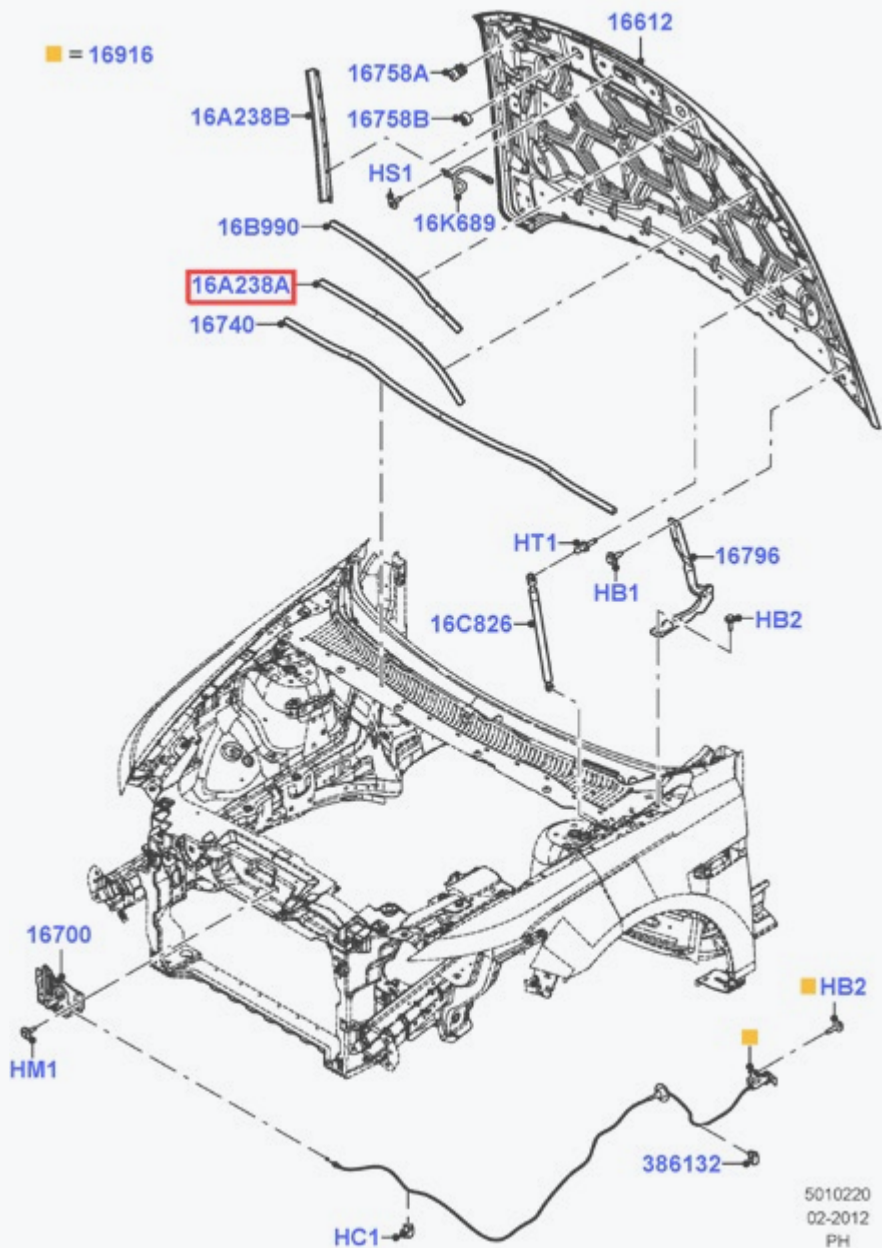 16612
■ = 16916
16758A
16A238B
16758B
HS1
16K689
16B990
16A238A
16740
HT1
16796
HB1
16C826
HB2
16700
■ HB2
HM1
386132
HC1
5010220
02-2012
PH